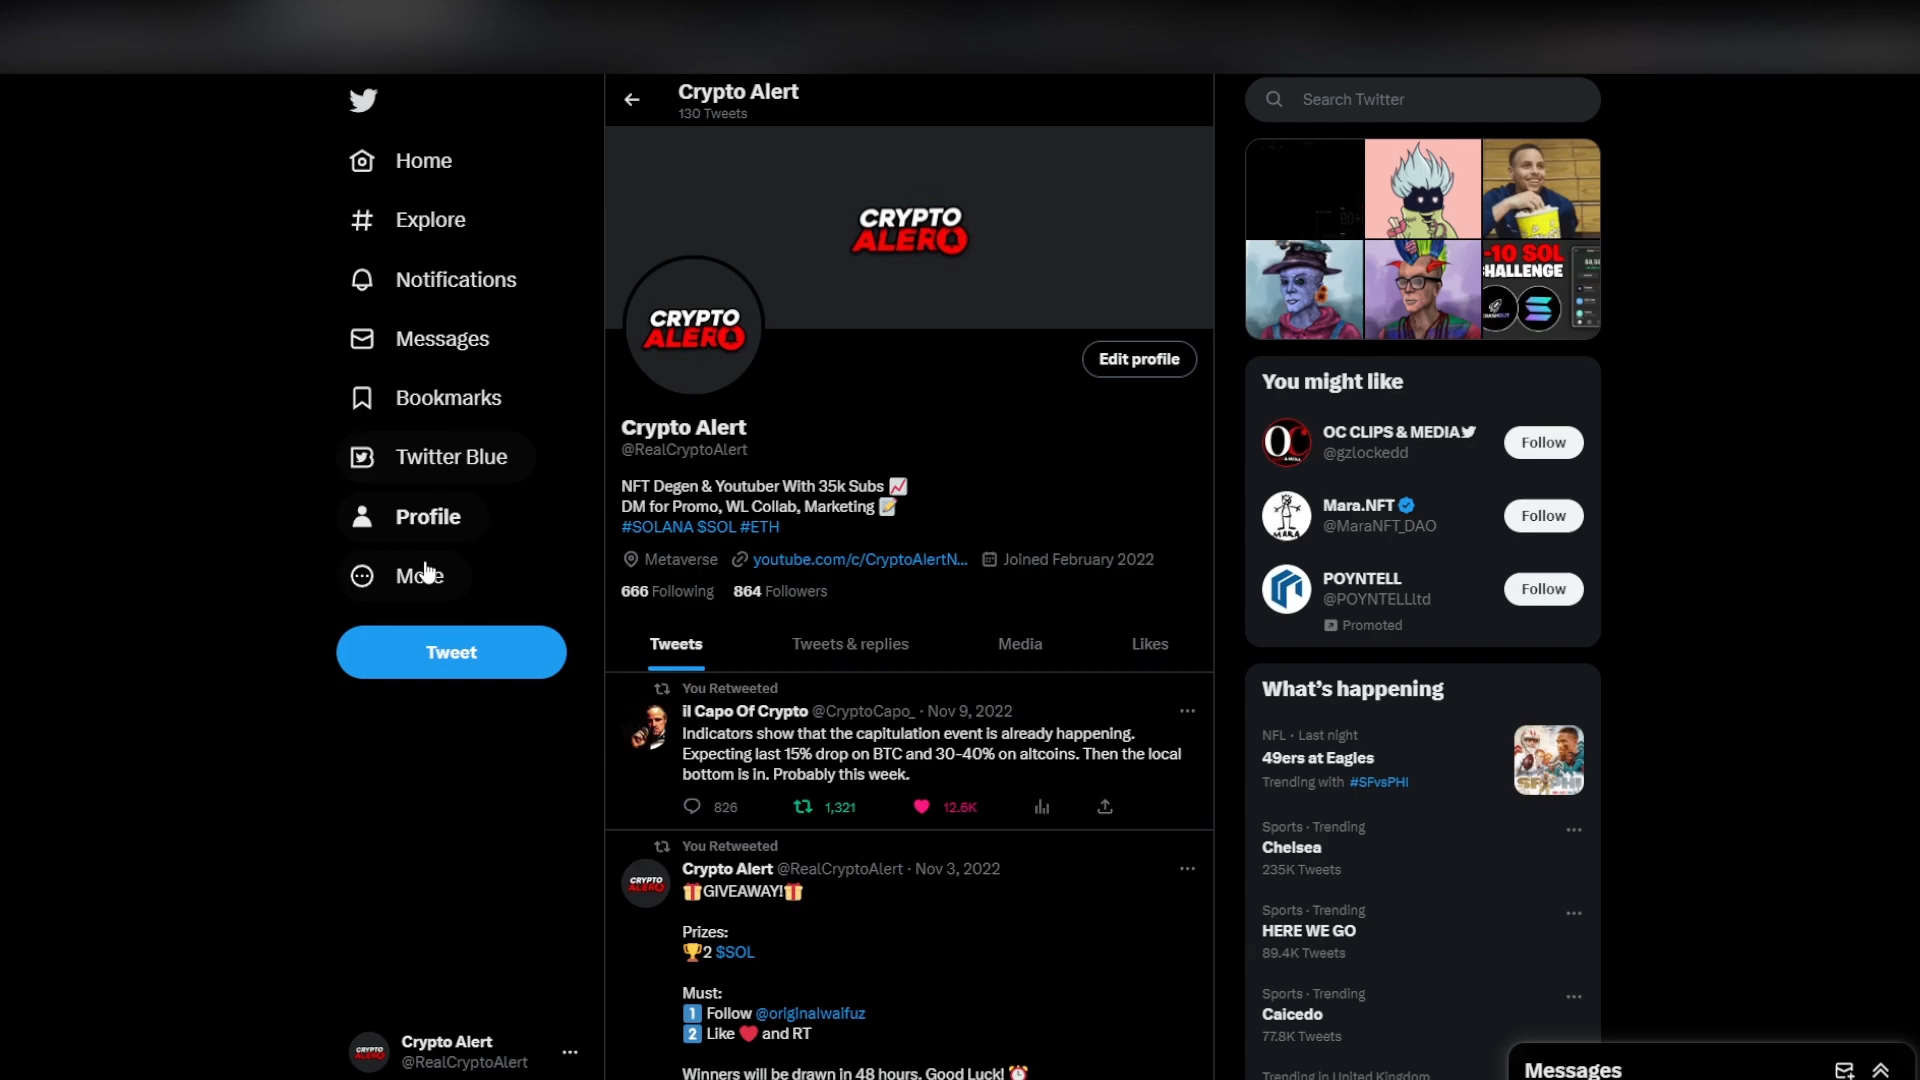 Crypto Alert
130 Tweets
Search Twitter
Home
Explore
Notifications
Messages
Bookmarks
Twitter Blue
Profile
Tweet
CRYPTO
CRYPTO
Edit profile
Crypto Alert
@RealCryptoAlert
NFT Degen & Youtuber With 35k Subs 📈
DM for Promo, WL Collab, Marketing 📝
#SOLANA $SOL #ETH
Metaverse youtube.com/c/CryptoAlertN... Joined February 2022
666 Following 864 Followers
Tweets Tweets & replies Media Likes
You Retweeted
il Capo Of Crypto @CryptoCapo_ · Nov 9, 2022
Indicators show that the capitulation event is already happening.
Expecting last 15% drop on BTC and 30-40% on altcoins. Then the local
bottom is in. Probably this week.
826 1,321 12.6K
You Retweeted
Crypto Alert @RealCryptoAlert · Nov 3, 2022
CRYPTO
🎁GIVEAWAY!🎁
Prizes:
🏆2 $SOL
Must:
1️⃣ Follow @originalwaifuz
2️⃣ Like ❤️ and RT
Winners will be drawn in 48 hours. Good Luck! ⏰
-10 SOL
HALLENGE
You might like
OC CLIPS & MEDIA
@gzlockedd
Follow
Mara.NFT
@MaraNFT_DAO
Follow
MARA
POYNTELL
@POYNTELLltd
Follow
Promoted
What's happening
NFL · Last night
49ers at Eagles
Trending with #SFvsPHI
Sports · Trending
Chelsea
235K Tweets
Sports · Trending
HERE WE GO
89.4K Tweets
Sports · Trending
Caicedo
77.8K Tweets
Trending in United Kingdom
Crypto Alert
@RealCryptoAlert
Messages